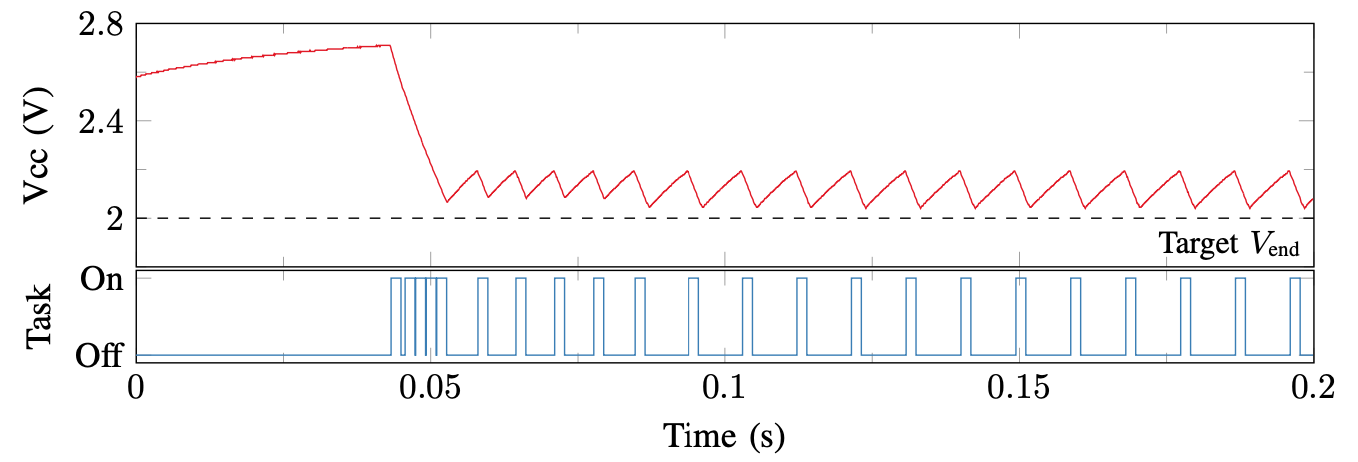 2.8
2.4
2
Vcc (V)
Target Vend
On
Off
Task
0
0.05
0.1
0.15
0.2
Time (s)